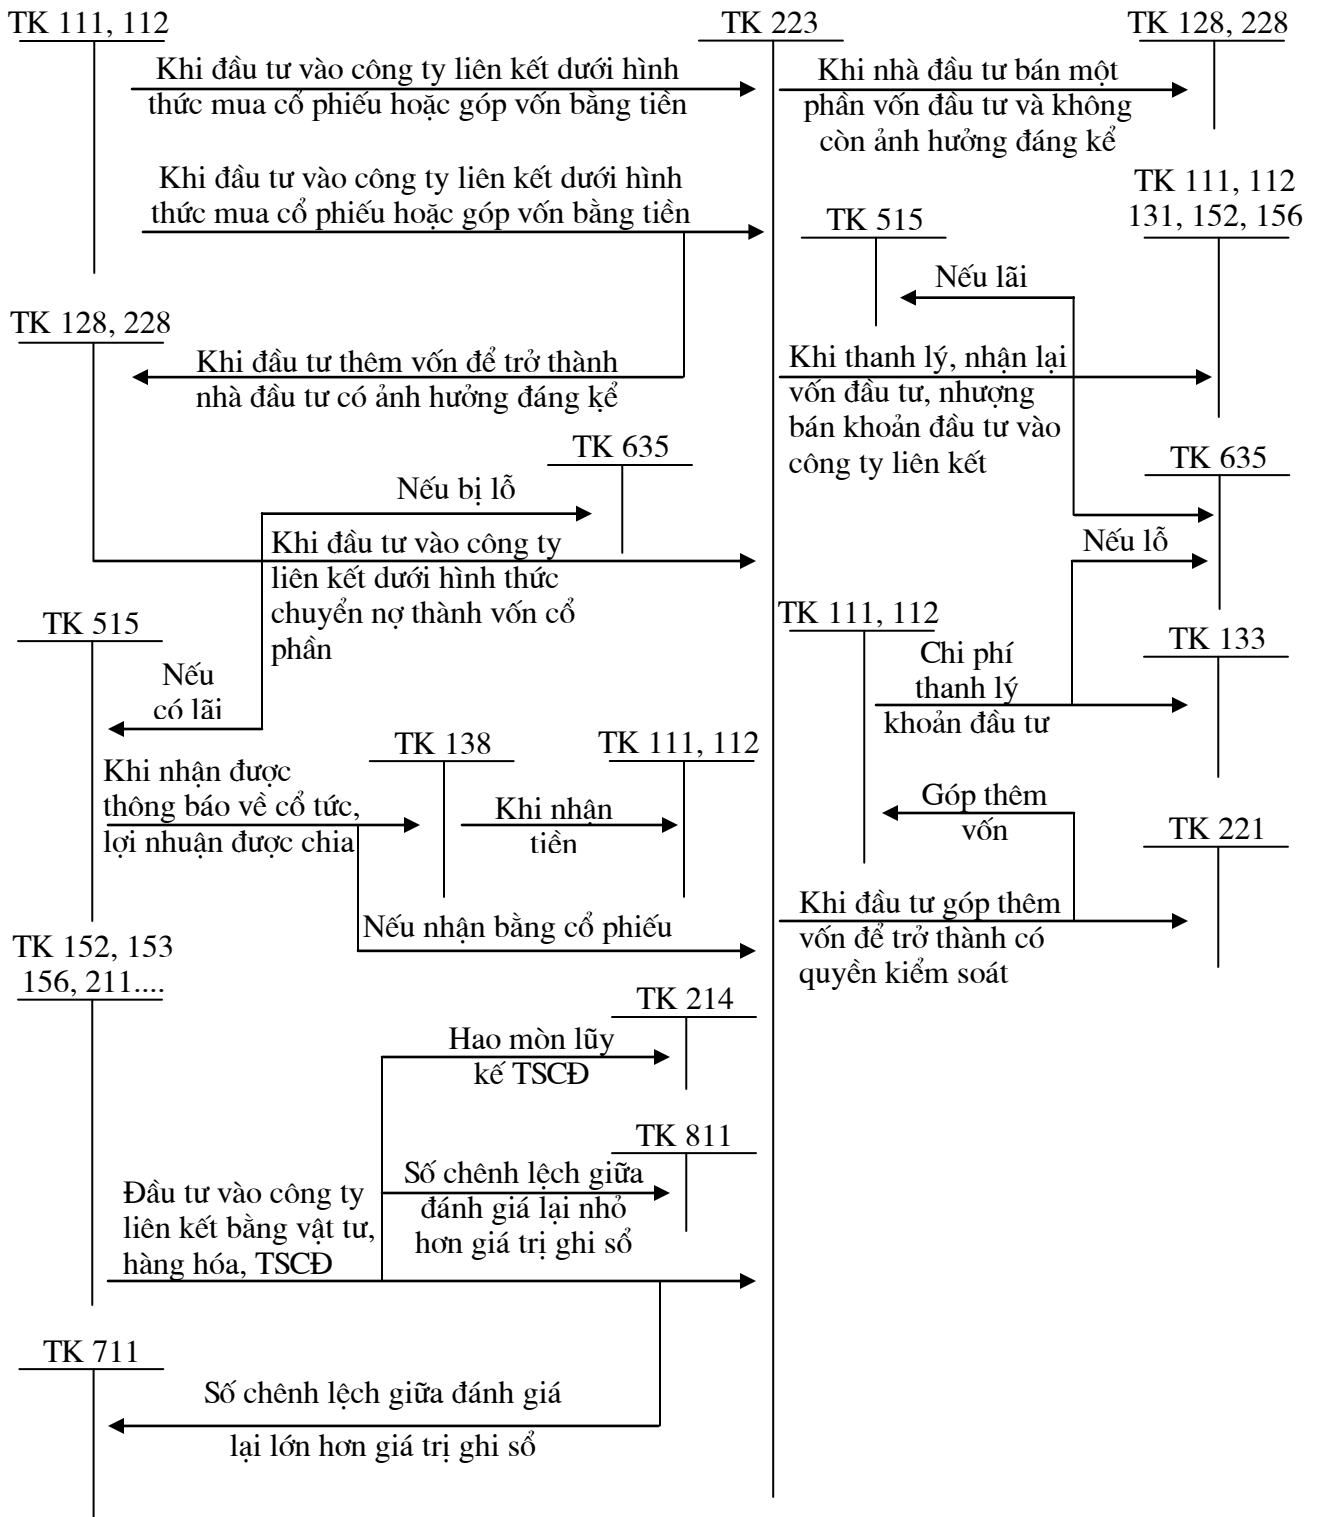 TK 111, 112
TK 223
TK 128, 228
Khi đầu tư vào công ty liên kết dưới hình
thức mua cổ phiếu hoặc góp vốn bằng tiền
Khi nhà đầu tư bán một
phần vốn đầu tư và không
còn ảnh hưởng đáng kể
Khi đầu tư vào công ty liên kết dưới hình
thức mua cổ phiếu hoặc góp vốn bằng tiền
TK 515
TK 111, 112
131, 152, 156
Nếu lãi
TK 128, 228
Khi đầu tư thêm vốn để trở thành
nhà đầu tư có ảnh hưởng đáng kể
Khi thanh lý, nhận lại
vốn đầu tư, nhượng
bán khoản đầu tư vào
công ty liên kết
TK 635
TK 635
Nếu bị lỗ
Nếu lỗ
Khi đầu tư vào công ty
liên kết dưới hình thức
chuyển nợ thành vốn cổ
phần
TK 515
Nếu
có lãi
TK 111, 112
TK 133
Chi phí
thanh lý
khoản đầu tư
TK 138
TK 111, 112
Khi nhận được
thông báo về cổ tức,
lợi nhuận được chia
Khi nhận
tiền
Góp thêm
vốn
TK 221
Nếu nhận bằng cổ phiếu
Khi đầu tư góp thêm
vốn để trở thành có
quyền kiểm soát
TK 152, 153
156, 211....
TK 214
Hao mòn lũy
kế TSCĐ
TK 811
Số chênh lệch giữa
đánh giá lại nhỏ
hơn giá trị ghi sổ
Đầu tư vào công ty
liên kết bằng vật tư,
hàng hóa, TSCĐ
TK 711
Số chênh lệch giữa đánh giá
lại lớn hơn giá trị ghi sổ